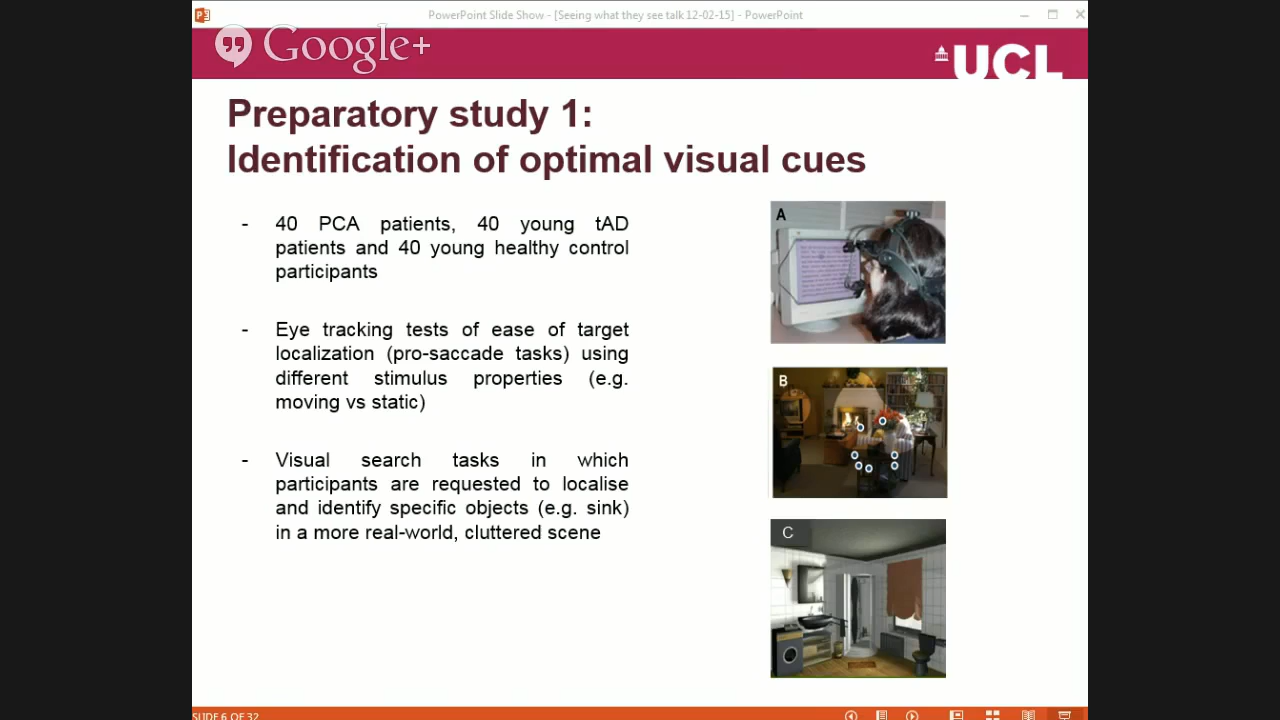 PowerPoint Slide Show - [Seeing what they see talk 12-02-15] - PowerPoint
Google+
UCL
Preparatory study 1:
Identification of optimal visual cues
- 40 PCA patients, 40 young tAD
patients and 40 young healthy control
participants
- Eye tracking tests of ease of target
localization (pro-saccade tasks) using
different stimulus properties (e.g.
moving vs static)
- Visual search tasks in which
participants are requested to localise
and identify specific objects (e.g. sink)
in a more real-world, cluttered scene
A
B
C
SLIDE 6 OF 32